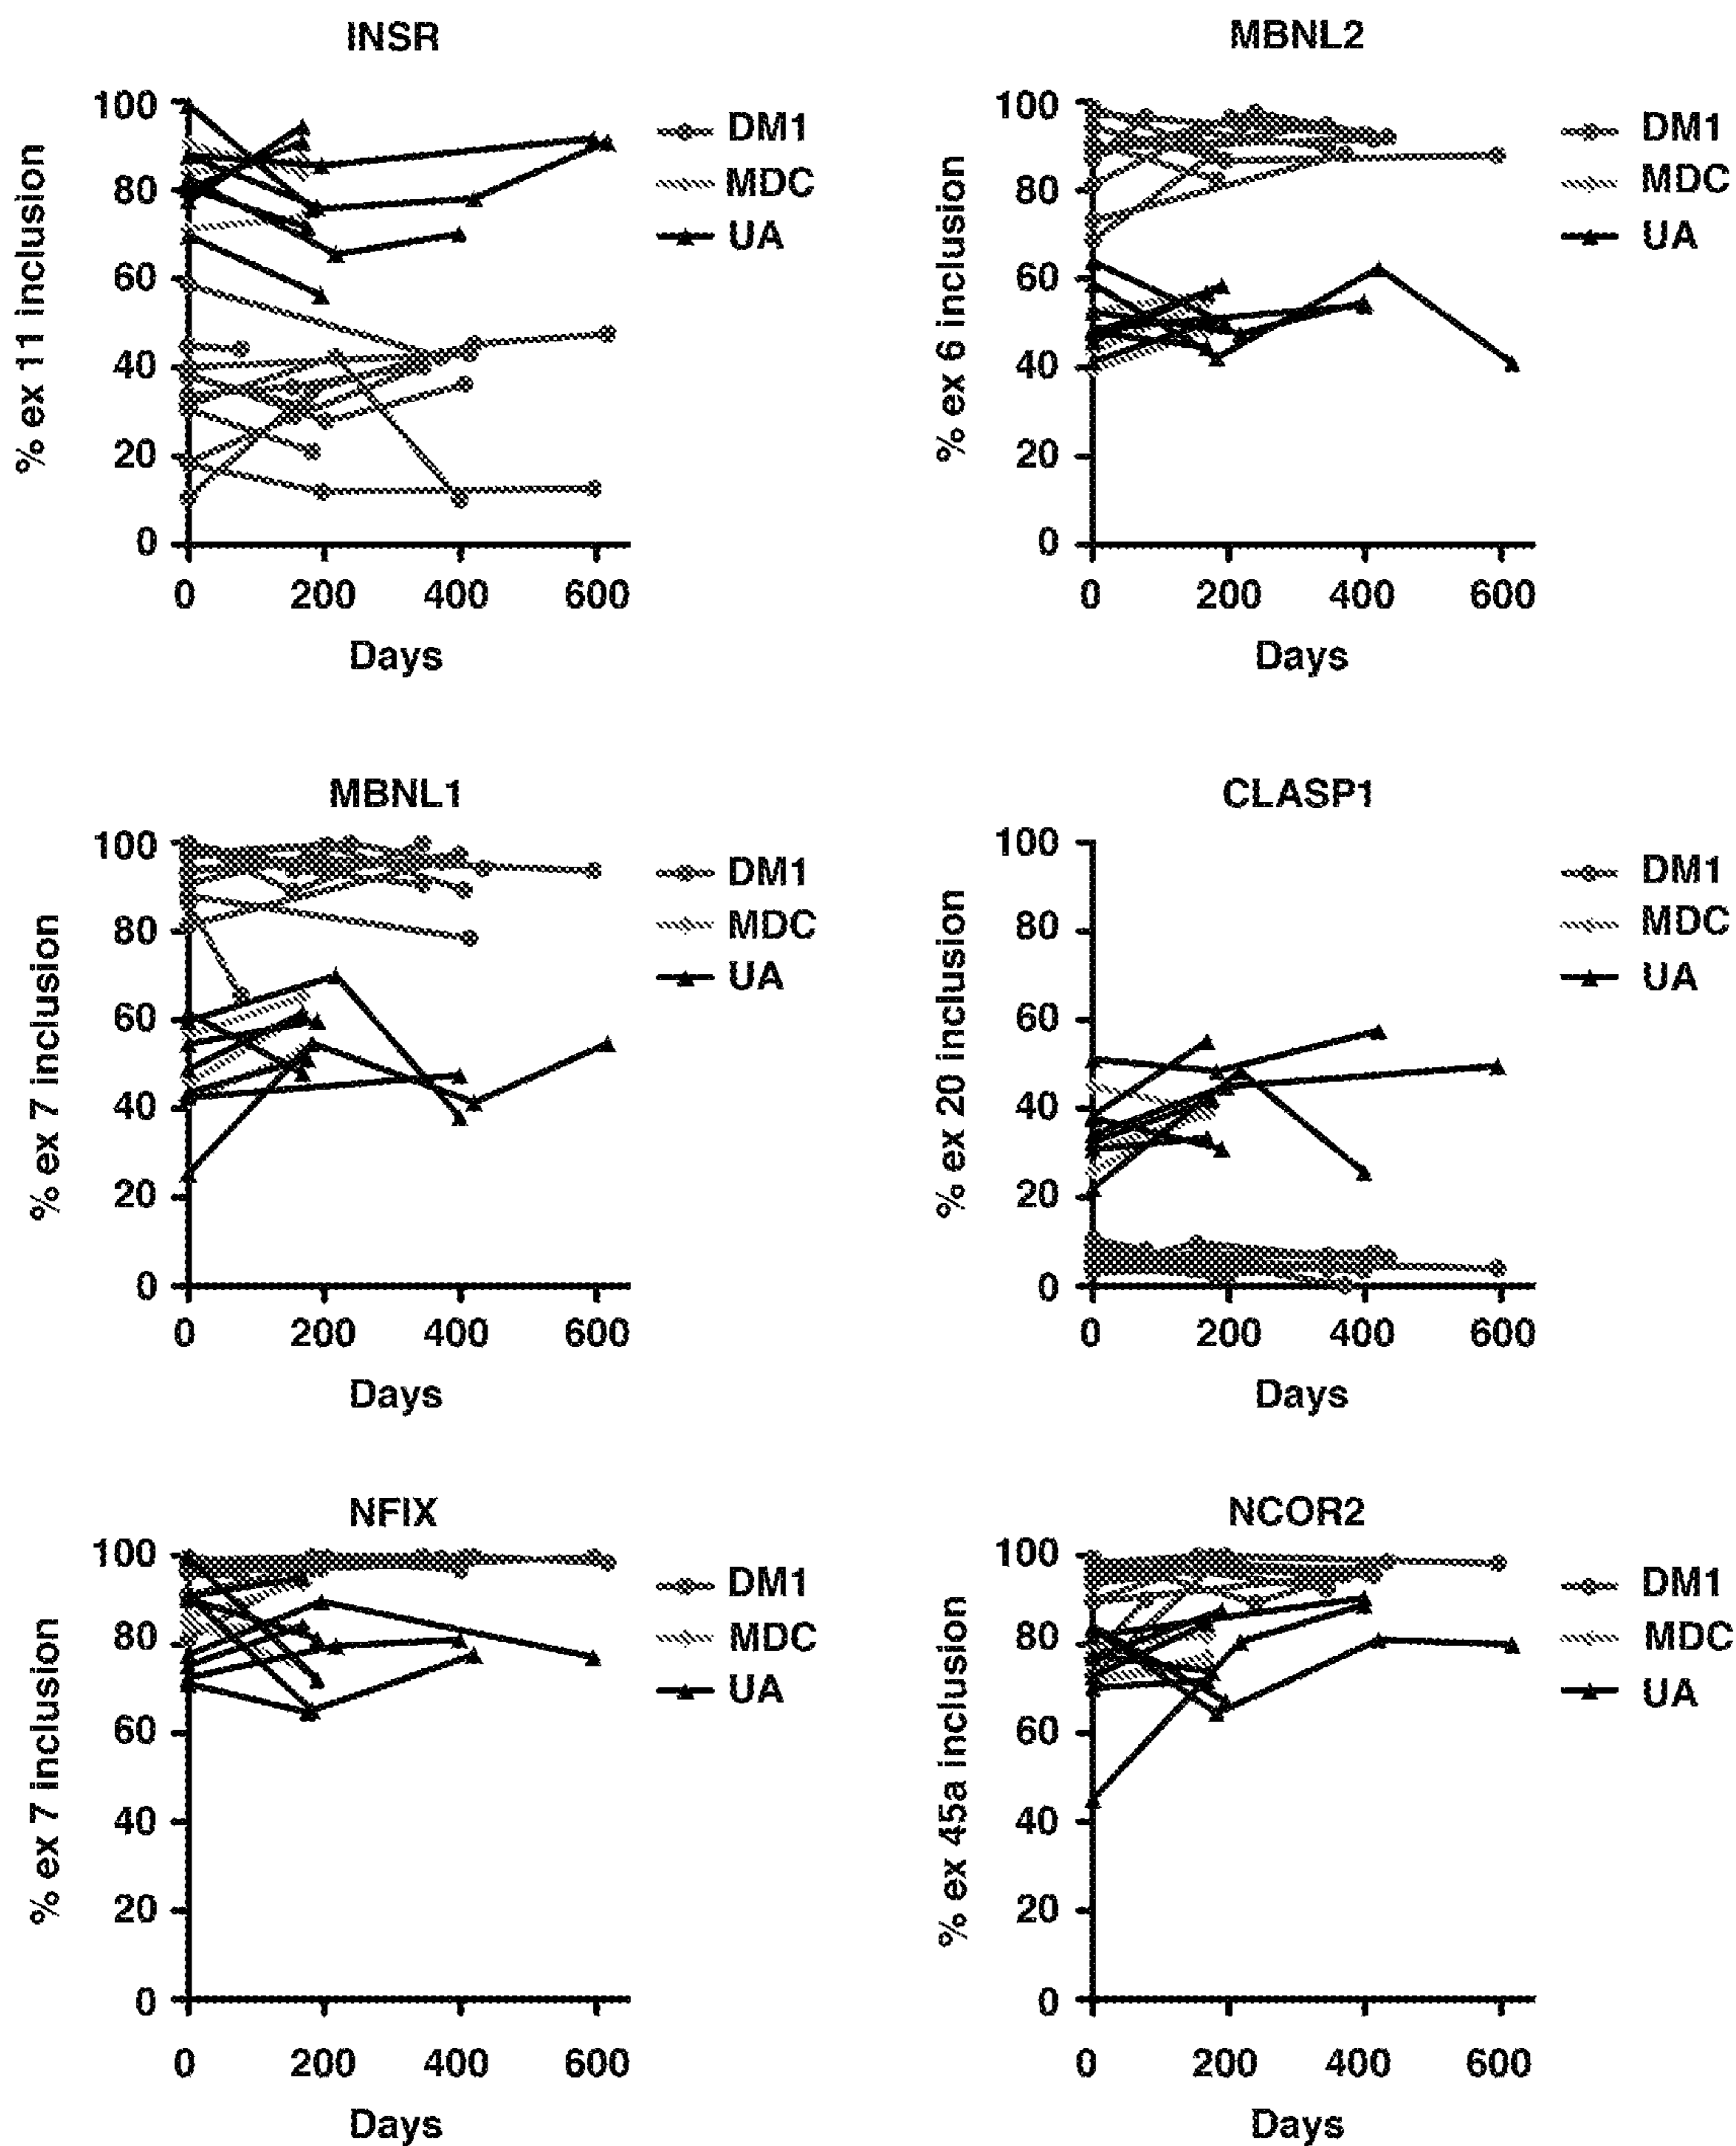 INSR
% ex 11 inclusion
100
80
60
40
20
0
0 200 400 600
Days
DM1
MDC
UA
MBNL2
% ex 6 inclusion
100
80
60
40
20
0
0 200 400 600
Days
DM1
MDC
UA
MBNL1
% ex 7 inclusion
100
80
60
40
20
0
0 200 400 600
Days
DM1
MDC
UA
CLASP1
% ex 20 inclusion
100
80
60
40
20
0
0 200 400 600
Days
DM1
MDC
UA
NFIX
% ex 7 inclusion
100
80
60
40
20
0
0 200 400 600
Days
DM1
MDC
UA
NCOR2
% ex 45a inclusion
100
80
60
40
20
0
0 200 400 600
Days
DM1
MDC
UA